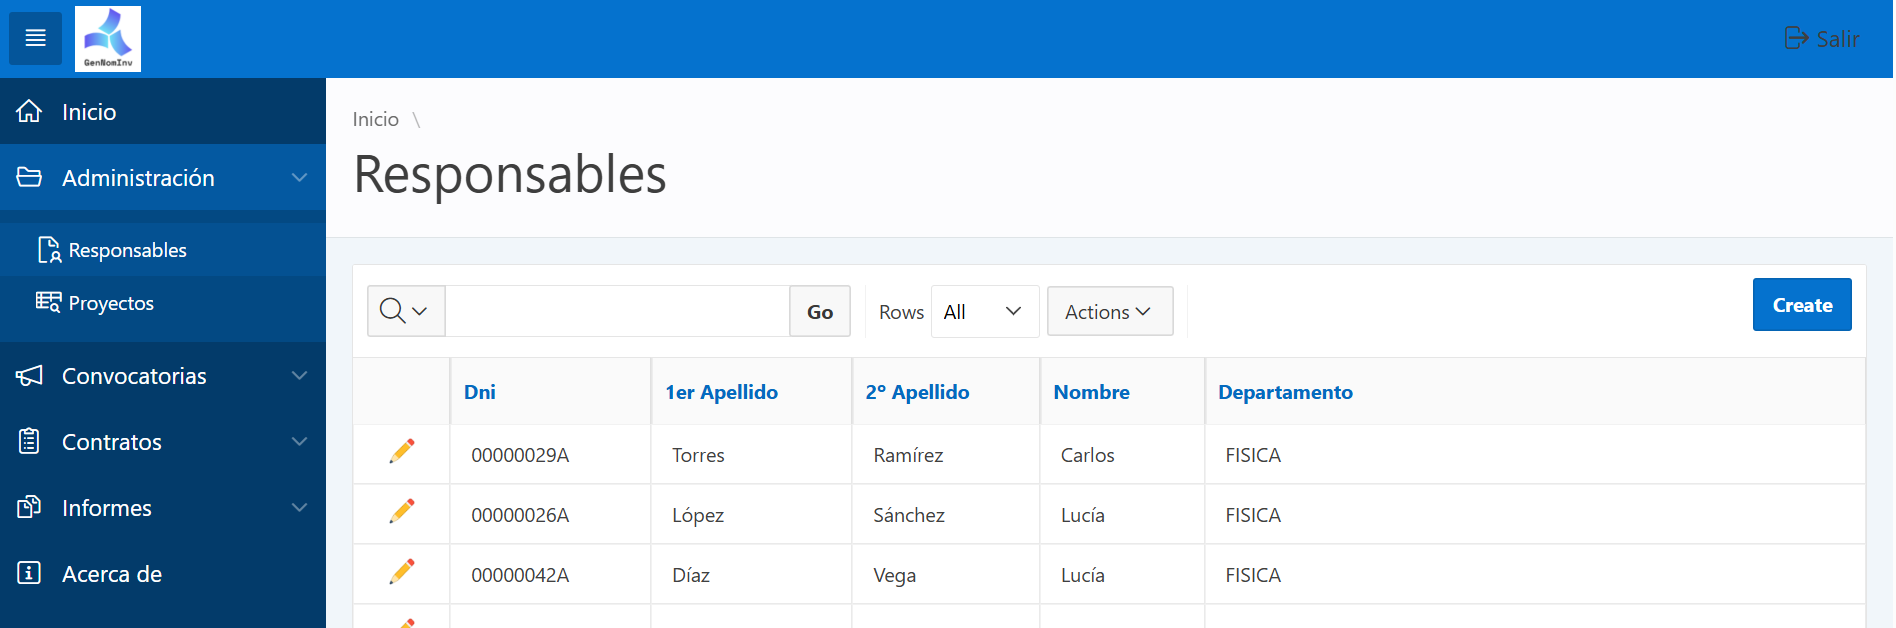 GenNomInv
Salir
Inicio
Administración
Responsables
Proyectos
Convocatorias
Contratos
Informes
Acerca de
Inicio \
Responsables
Go Rows All Actions Create
Dni 1er Apellido 2º Apellido Nombre Departamento
00000029A Torres Ramírez Carlos FISICA
00000026A López Sánchez Lucía FISICA
00000042A Díaz Vega Lucía FISICA